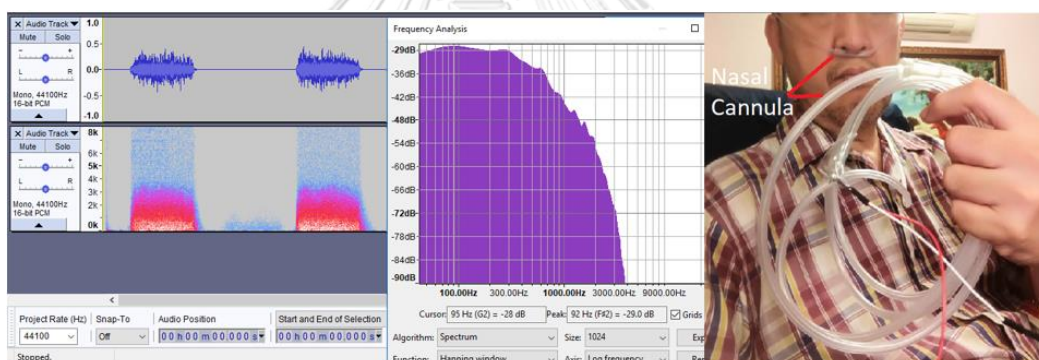 Audio Track
Mute Solo
L R
Mono, 44100Hz
16-bit PCM
1.0
0.5
0.0
-0.5
-1.0
Audio Track
Mute Solo
L R
Mono, 44100Hz
16-bit PCM
8k
6k
5k
4k
3k
2k
0k
Project Rate (Hz) Snap-To Audio Position Start and End of Selection
44100 Off 00 h 00 m 00.000 s 00 h 00 m 00.000 s
Stopped.
Frequency Analysis
-29dB
-36dB
-42dB
-48dB
-54dB
-60dB
-66dB
-72dB
-78dB
-84dB
-90dB
100.00Hz 300.00Hz 1000.00Hz 3000.00Hz 9000.00Hz
Cursor: 95 Hz (G2) = -28 dB Peak: 92 Hz (F#2) = -29.0 dB Grids
Algorithm: Spectrum Size: 1024
Function: Hanning window Axis: Log frequency
Nasal
Cannula